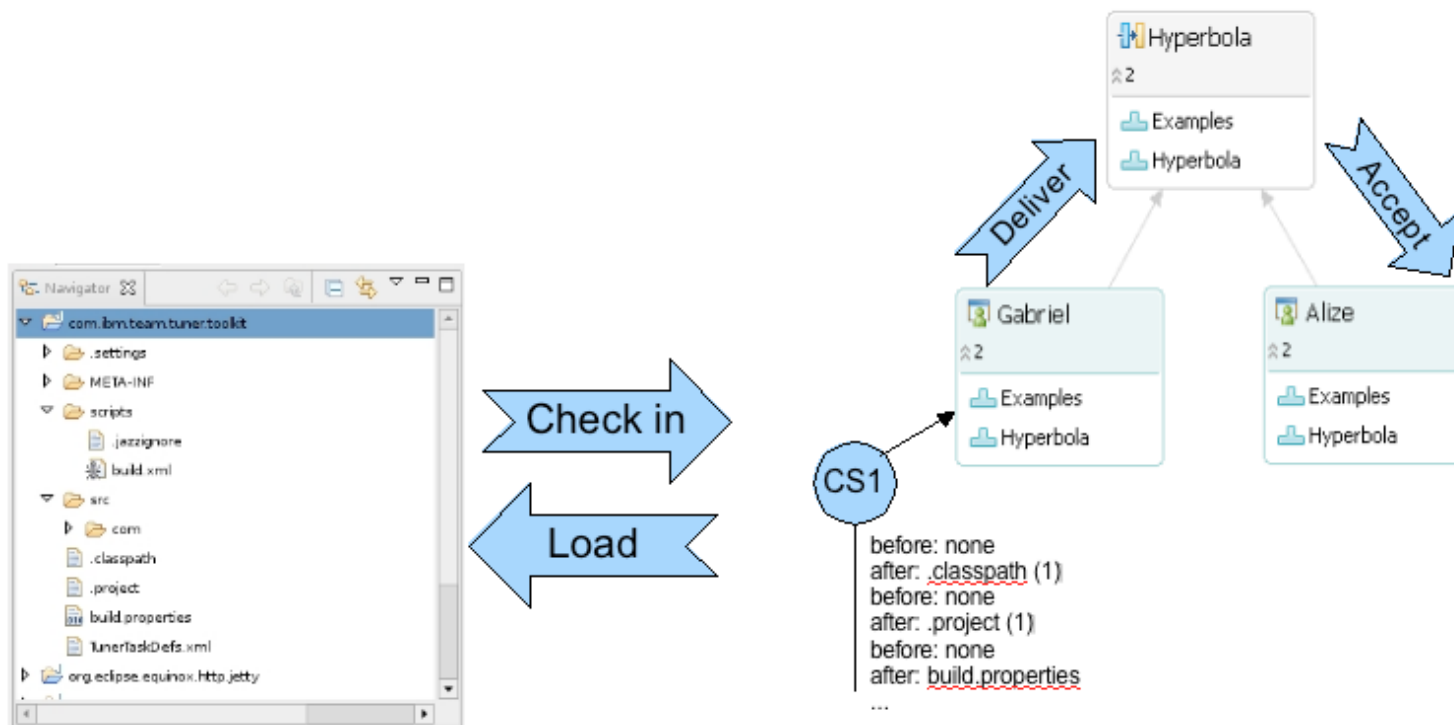 Navigator
com.ibm.team.tuner.toolkit
.settings
META-INF
scripts
.jazzignore
build.xml
src
com
.classpath
.project
build.properties
TunerTaskDefs.xml
org.eclipse.equinox.http.jetty
Check in
Load
Hyperbola
2
Examples
Hyperbola
Deliver
Accept
Gabriel
2
Examples
Hyperbola
Alize
2
Examples
Hyperbola
CS1
before: none
after: .classpath (1)
before: none
after: .project (1)
before: none
after: build.properties
...